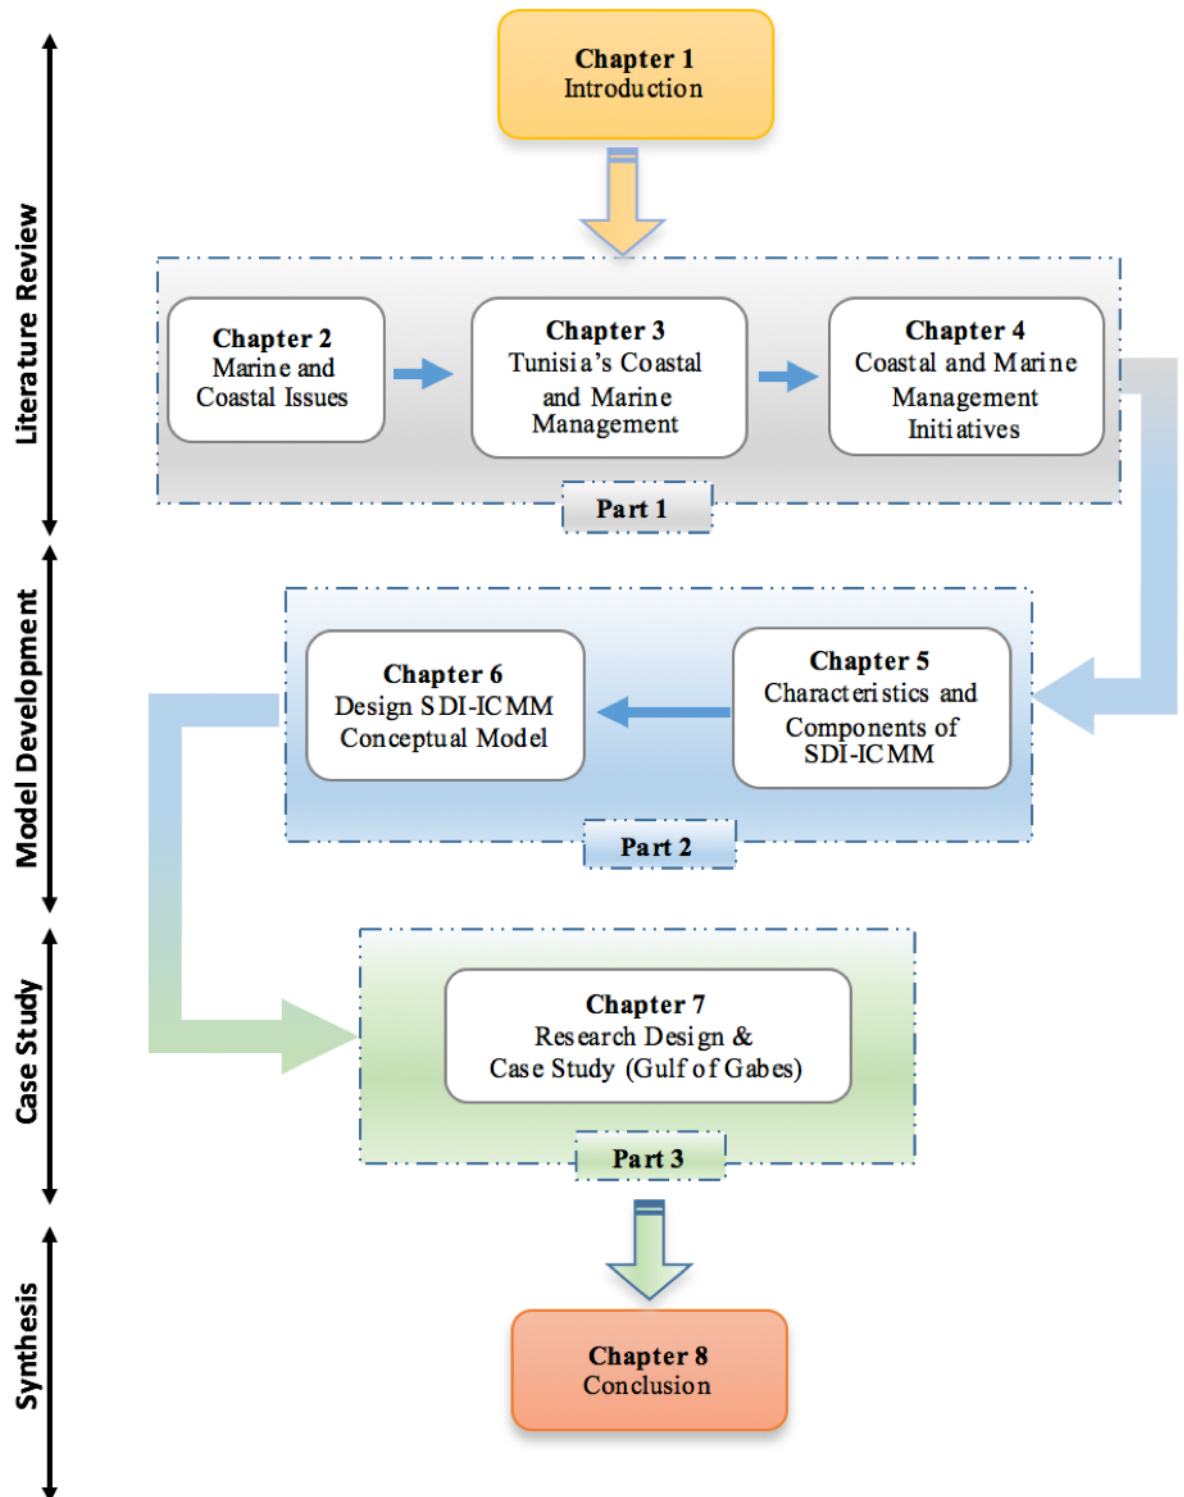 Literature Review
Chapter 1
Introduction
Chapter 2
Marine and
Coastal Issues
Chapter 3
Tunisia's Coastal
and Marine
Management
Chapter 4
Coastal and Marine
Management
Initiatives
Part 1
Model Development
Chapter 6
Design SDI-ICMM
Conceptual Model
Chapter 5
Characteristics and
Components of
SDI-ICMM
Part 2
Case Study
Chapter 7
Research Design &
Case Study (Gulf of Gabes)
Part 3
Synthesis
Chapter 8
Conclusion